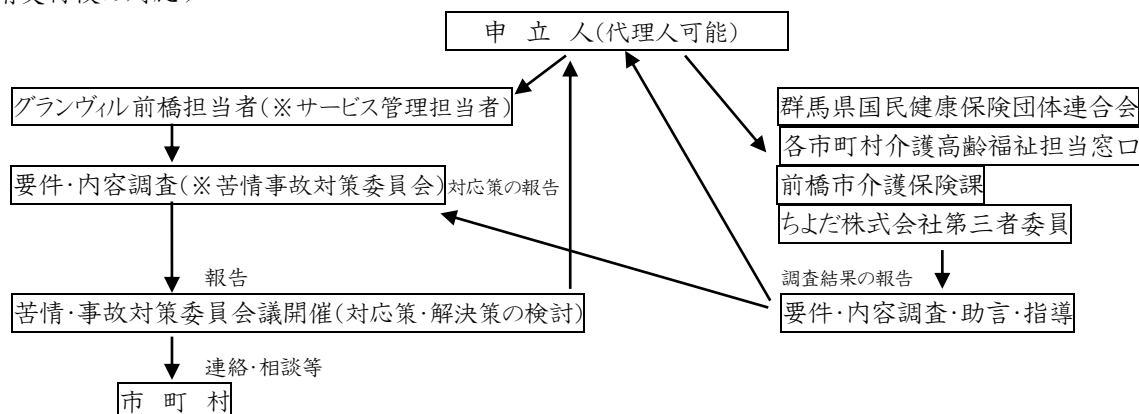 申 立 人(代理人可能)
グランヴィル前橋担当者(※サービス管理担当者)
要件・内容調査(※苦情事故対策委員会)対応策の報告
報告
苦情・事故対策委員会議開催(対応策・解決策の検討)
連絡・相談等
市 町 村
群馬県国民健康保険団体連合会
各市町村介護高齢福祉担当窓口
前橋市介護保険課
ちよだ株式会社第三者委員
調査結果の報告
要件・内容調査・助言・指導